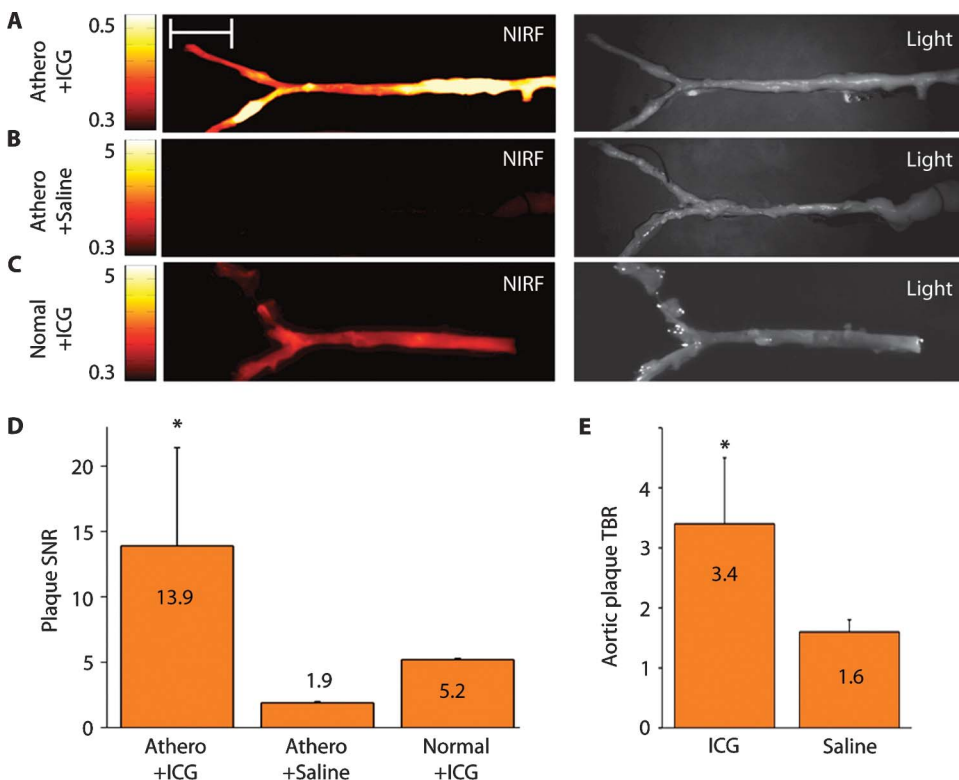 A
Athero
+ICG
0.5
0.3
NIRF
Light
B
Athero
+Saline
5
0.3
NIRF
Light
C
Nomal
+ICG
5
0.3
NIRF
Light
D
Plaque SNR
20
15
10
5
0
*
13.9
1.9
5.2
Athero
+ICG
Athero
+Saline
Normal
+ICG
E
Aortic plaque TBR
4
3
2
1
0
*
3.4
1.6
ICG
Saline